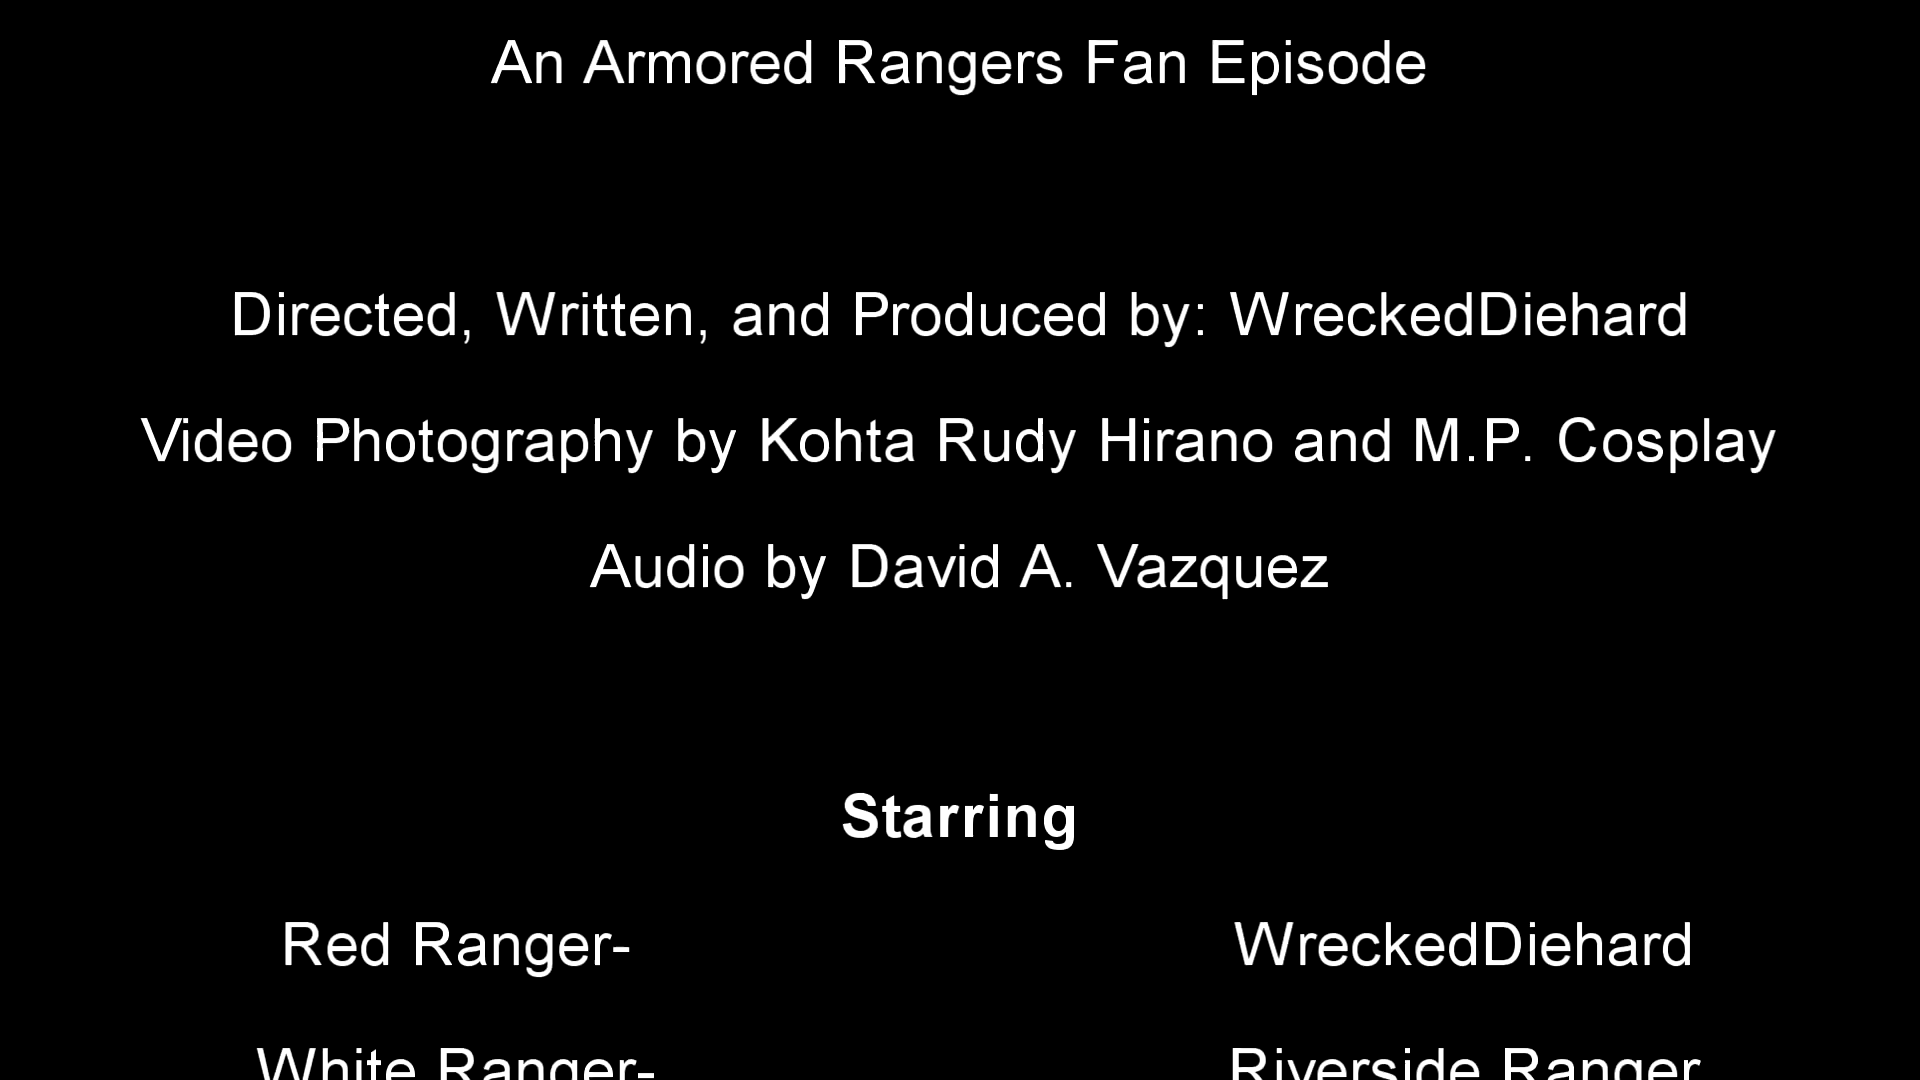 An Armored Rangers Fan Episode
Directed, Written, and Produced by: WreckedDiehard
Video Photography by Kohta Rudy Hirano and M.P. Cosplay
Audio by David A. Vazquez
Starring
Red Ranger- WreckedDiehard
White Ranger- Riverside Ranger